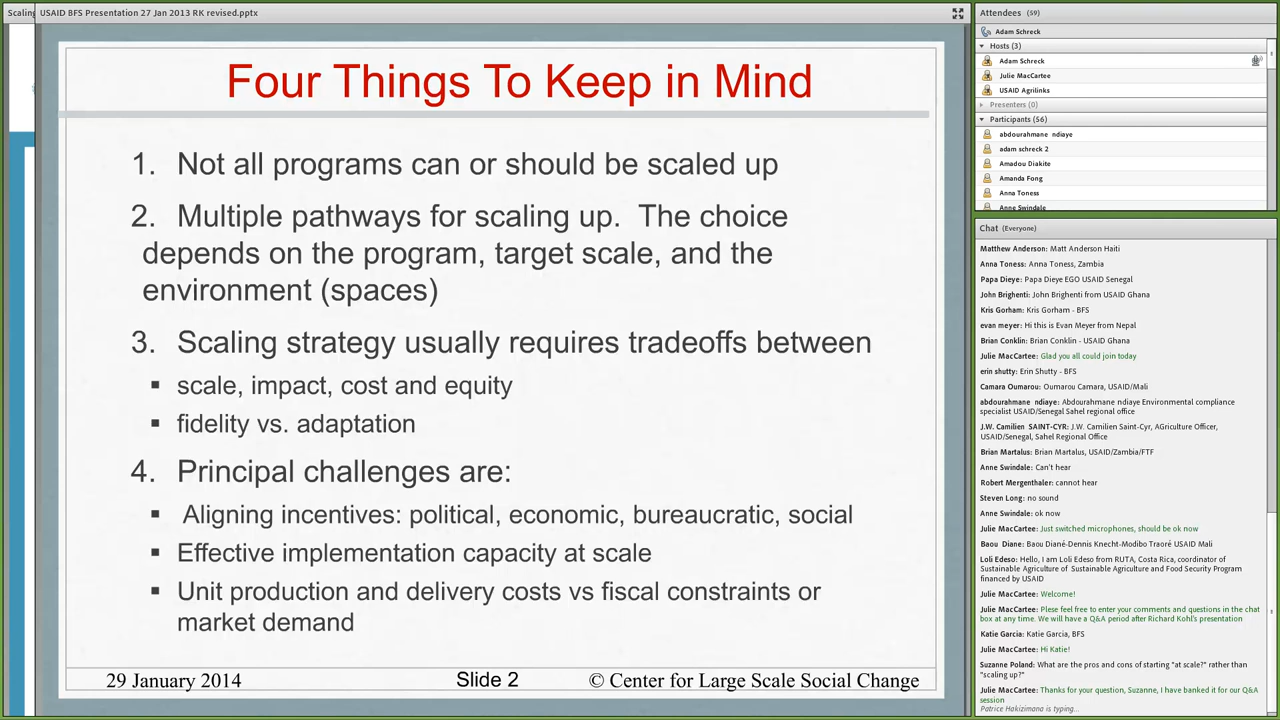 Scaling
USAID BFS Presentation 27 Jan 2013 RK revised.pptx
Four Things To Keep in Mind
1. Not all programs can or should be scaled up
2. Multiple pathways for scaling up. The choice
depends on the program, target scale, and the
environment (spaces)
3. Scaling strategy usually requires tradeoffs between
▪ scale, impact, cost and equity
▪ fidelity vs. adaptation
4. Principal challenges are:
▪ Aligning incentives: political, economic, bureaucratic, social
▪ Effective implementation capacity at scale
▪ Unit production and delivery costs vs fiscal constraints or
market demand
29 January 2014
Slide 2
© Center for Large Scale Social Change
Attendees (59)
Adam Schreck
Hosts (3)
Adam Schreck
Julie MacCartee
USAID Agrilinks
Presenters (0)
Participants (56)
abdourahmane ndiaye
adam schreck 2
Amadou Diakite
Amanda Fong
Anna Toness
Anne Swindale
Chat (Everyone)
Matthew Anderson: Matt Anderson Haiti
Anna Toness: Anna Toness, Zambia
Papa Dieye: Papa Dieye EGO USAID Senegal
John Brighenti: John Brighenti from USAID Ghana
Kris Gorham: Kris Gorham - BFS
evan meyer: Hi this is Evan Meyer from Nepal
Brian Conklin: Brian Conklin - USAID Ghana
Julie MacCartee: Glad you all could join today
erin shutty: Erin Shutty - BFS
Camara Oumarou: Oumarou Camara, USAID/Mali
abdourahmane ndiaye: Abdourahmane ndiaye Environmental compliance
specialist USAID/Senegal Sahel regional office
J.W. Camilien SAINT-CYR: J.W. Camilien Saint-Cyr, AGriculture Officer,
USAID/Senegal, Sahel Regional Office
Brian Martalus: Brian Martalus, USAID/Zambia/FTF
Anne Swindale: Can't hear
Robert Mergenthaler: cannot hear
Steven Long: no sound
Anne Swindale: ok now
Julie MacCartee: Just switched microphones, should be ok now
Baou Diane: Baou Diané-Dennis Knecht-Modibo Traoré USAID Mali
Loli Edeso: Hello, I am Loli Edeso from RUTA, Costa Rica, coordinator of
Sustainable Agriculture of Sustainable Agriculture and Food Security Program
financed by USAID
Julie MacCartee: Welcome!
Julie MacCartee: Plese feel free to enter your comments and questions in the chat
box at any time. We will have a Q&A period after Richard Kohl's presentation
Katie Garcia: Katie Garcia, BFS
Julie MacCartee: Hi Katie!
Suzanne Poland: What are the pros and cons of starting "at scale?" rather than
"scaling up?"
Julie MacCartee: Thanks for your question, Suzanne, I have banked it for our Q&A
session
Patrice Hakizimana is typing...